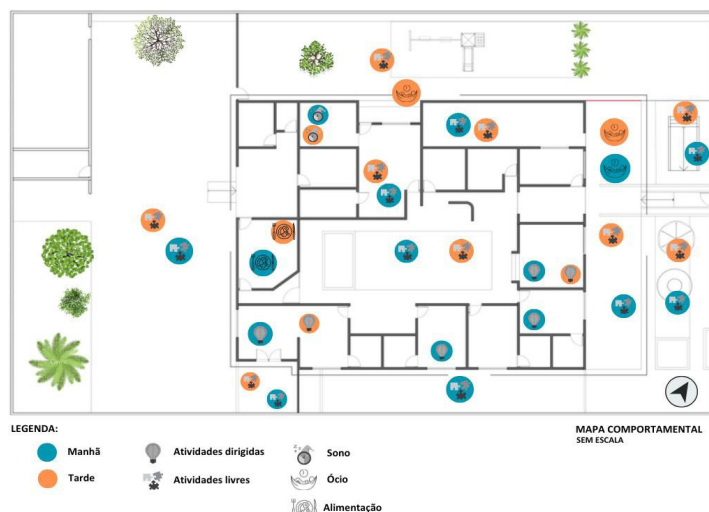 LEGENDA:
Manhã
Tarde
Atividades dirigidas
Atividades livres
Sono
Ócio
Alimentação
MAPA COMPORTAMENTAL
SEM ESCALA